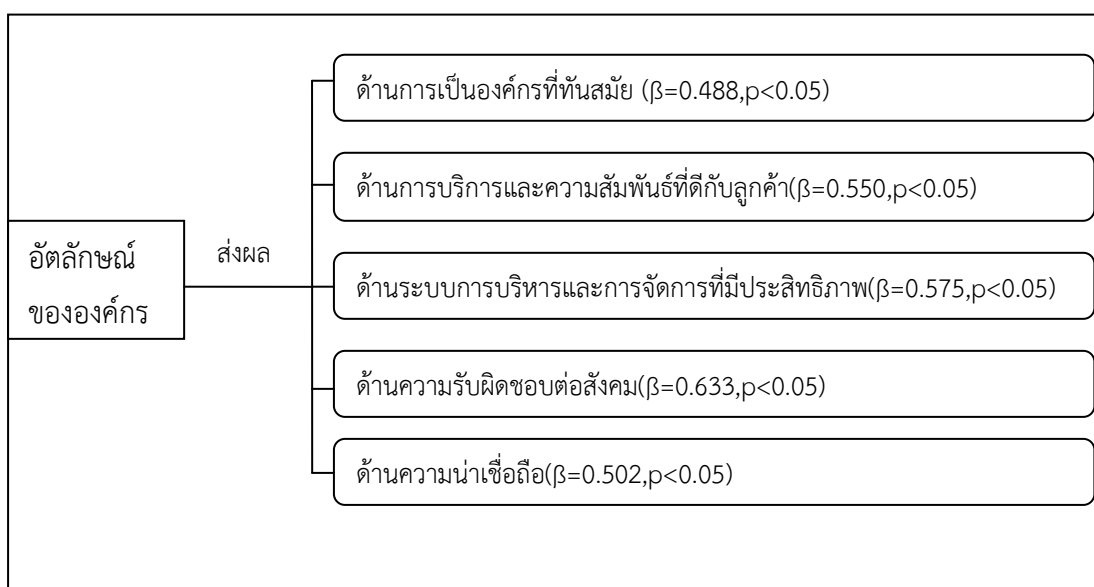 อัตลักษณ์
ขององค์กร
ส่งผล
ด้านการเป็นองค์กรที่ทันสมัย (β=0.488,p<0.05)
ด้านการบริการและความสัมพันธ์ที่ดีกับลูกค้า(β=0.550,p<0.05)
ด้านระบบการบริหารและการจัดการที่มีประสิทธิภาพ(β=0.575,p<0.05)
ด้านความรับผิดชอบต่อสังคม(β=0.633,p<0.05)
ด้านความน่าเชื่อถือ(β=0.502,p<0.05)